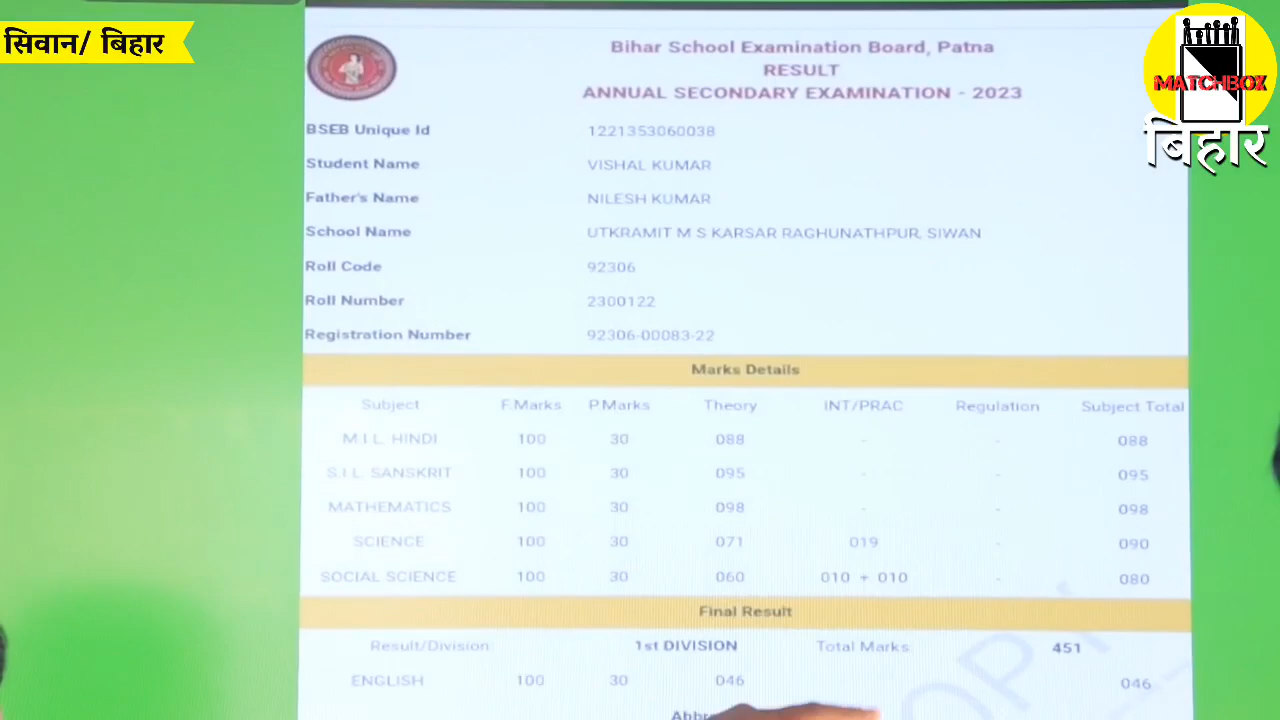 सिवान/ बिहार
MATCHBOX
बिहार
Bihar School Examination Board, Patna
RESULT
ANNUAL SECONDARY EXAMINATION - 2023
BSEB Unique Id 1221353060038
Student Name VISHAL KUMAR
Father's Name NILESH KUMAR
School Name UTKRAMIT M S KARSAR RAGHUNATHPUR, SIWAN
Roll Code 92306
Roll Number 2300122
Registration Number 92306-00083-22
Marks Details
Subject F.Marks P.Marks Theory INT/PRAC Regulation Subject Total
M.I.L. HINDI 100 30 088 - - 088
S.I.L. SANSKRIT 100 30 095 - - 095
MATHEMATICS 100 30 098 - - 098
SCIENCE 100 30 071 019 - 090
SOCIAL SCIENCE 100 30 060 010 + 010 - 080
Final Result
Result/Division: 1st DIVISION Total Marks: 451
ENGLISH 100 30 046 046